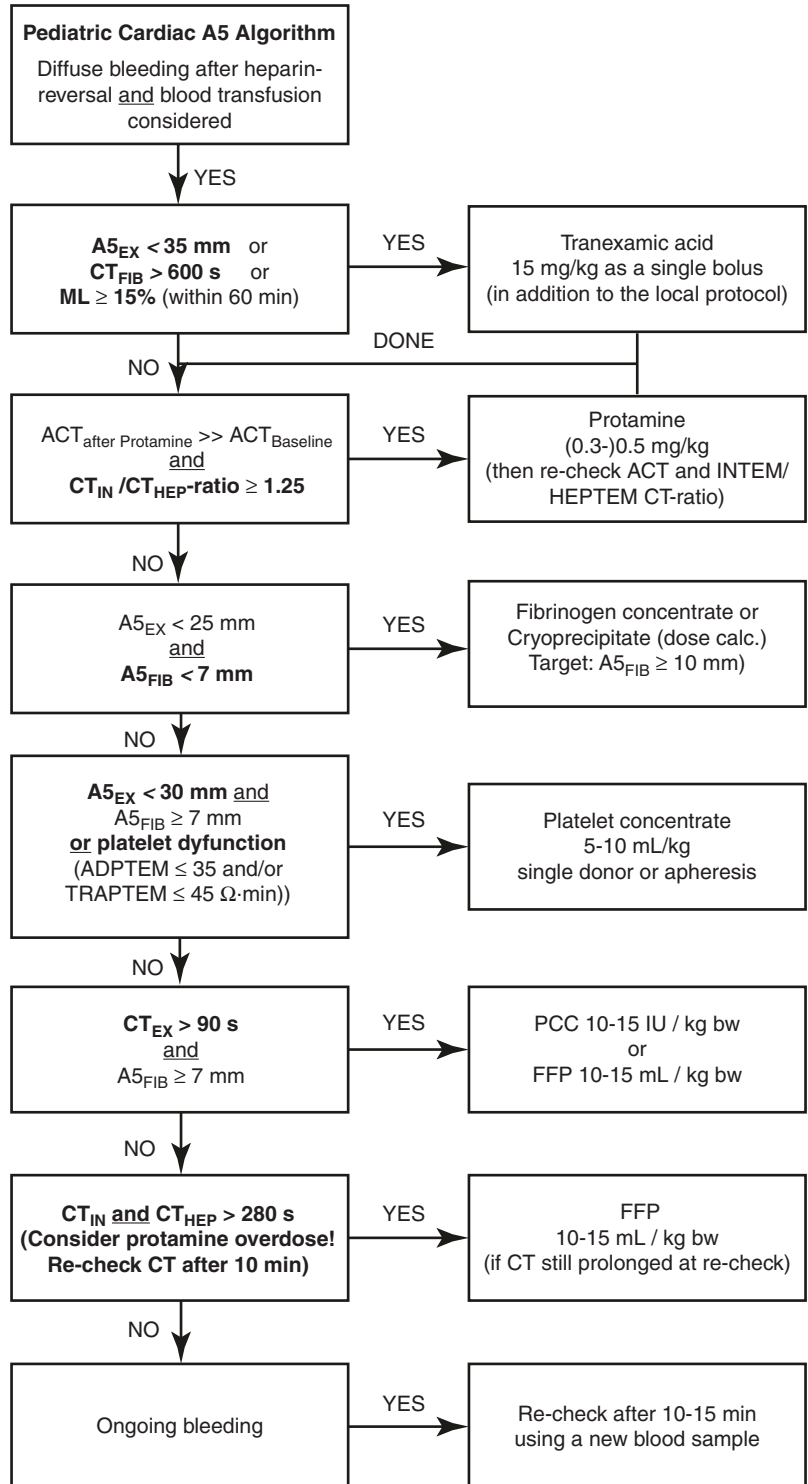 Pediatric Cardiac A5 Algorithm
Diffuse bleeding after heparin-
reversal and blood transfusion
considered
YES
A5EX < 35 mm or
CTFIB > 600 s or
ML ≥ 15% (within 60 min)
YES
Tranexamic acid
15 mg/kg as a single bolus
(in addition to the local protocol)
DONE
NO
ACTafter Protamine >> ACTBaseline
and
CTIN /CTHEP-ratio ≥ 1.25
YES
Protamine
(0.3-)0.5 mg/kg
(then re-check ACT and INTEM/
HEPTEM CT-ratio)
NO
A5EX < 25 mm
and
A5FIB < 7 mm
YES
Fibrinogen concentrate or
Cryoprecipitate (dose calc.)
Target: A5FIB ≥ 10 mm)
NO
A5EX < 30 mm and
A5FIB ≥ 7 mm
or platelet dyfunction
(ADPTEM ≤ 35 and/or
TRAPTEM ≤ 45 Ω·min))
YES
Platelet concentrate
5-10 mL/kg
single donor or apheresis
NO
CTEX > 90 s
and
A5FIB ≥ 7 mm
YES
PCC 10-15 IU / kg bw
or
FFP 10-15 mL / kg bw
NO
CTIN and CTHEP > 280 s
(Consider protamine overdose!
Re-check CT after 10 min)
YES
FFP
10-15 mL / kg bw
(if CT still prolonged at re-check)
NO
Ongoing bleeding
YES
Re-check after 10-15 min
using a new blood sample